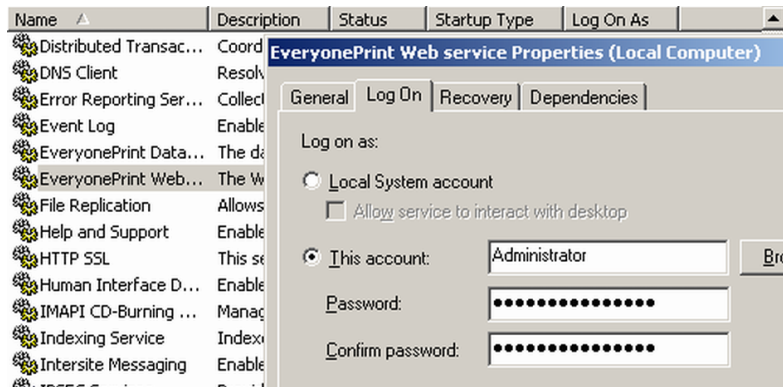 Name Description Status Startup Type Log On As
Distributed Transac... Coord
DNS Client Resolv
Error Reporting Ser... Collect
Event Log Enable
EveryonePrint Data... The da
EveryonePrint Web... The W
File Replication Allows
Help and Support Enable
HTTP SSL This se
Human Interface D... Enable
IMAPI CD-Burning ... Manag
Indexing Service Indexe
Intersite Messaging Enable
EveryonePrint Web service Properties (Local Computer)
General Log On Recovery Dependencies
Log on as:
Local System account
Allow service to interact with desktop
This account: Administrator Bro
Password: ●●●●●●●●●●●●●●●
Confirm password: ●●●●●●●●●●●●●●●